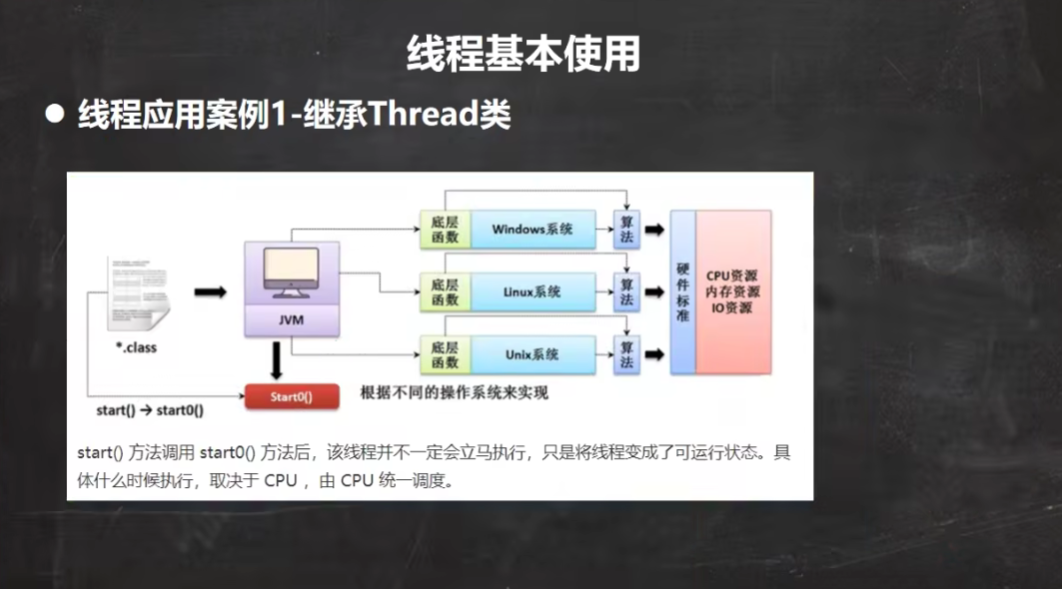 线程基本使用
● 线程应用案例1-继承Thread类
底层函数
Windows系统
算法
底层函数
Linux系统
算法
底层函数
Unix系统
算法
硬件标准
CPU资源
内存资源
IO资源
JVM
*.class
Start0()
根据不同的操作系统来实现
start() → start0()
start() 方法调用 start0() 方法后，该线程并不一定会立马执行，只是将线程变成了可运行状态。具
体什么时候执行，取决于 CPU ，由 CPU 统一调度。